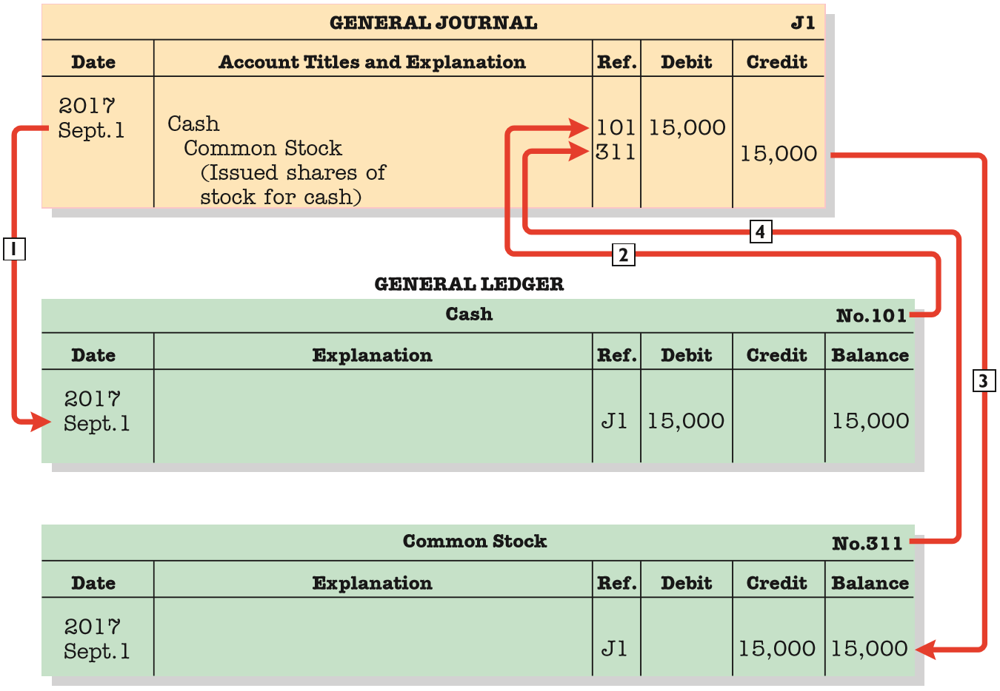 GENERAL JOURNAL J1
Date Account Titles and Explanation Ref. Debit Credit
2017
Sept.1 Cash 101 15,000
Common Stock 311 15,000
(Issued shares of
stock for cash)
4
1 2
GENERAL LEDGER
Cash No.101
Date Explanation Ref. Debit Credit Balance
3
2017
Sept.1 J1 15,000 15,000
Common Stock No.311
Date Explanation Ref. Debit Credit Balance
2017
Sept.1 J1 15,000 15,000